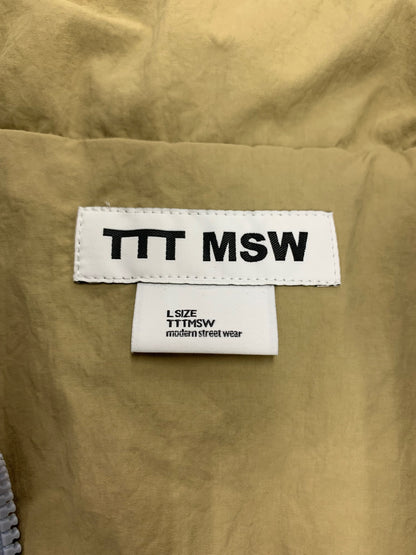 TTT MSW
L SIZE
TTTMSW
modern street wear